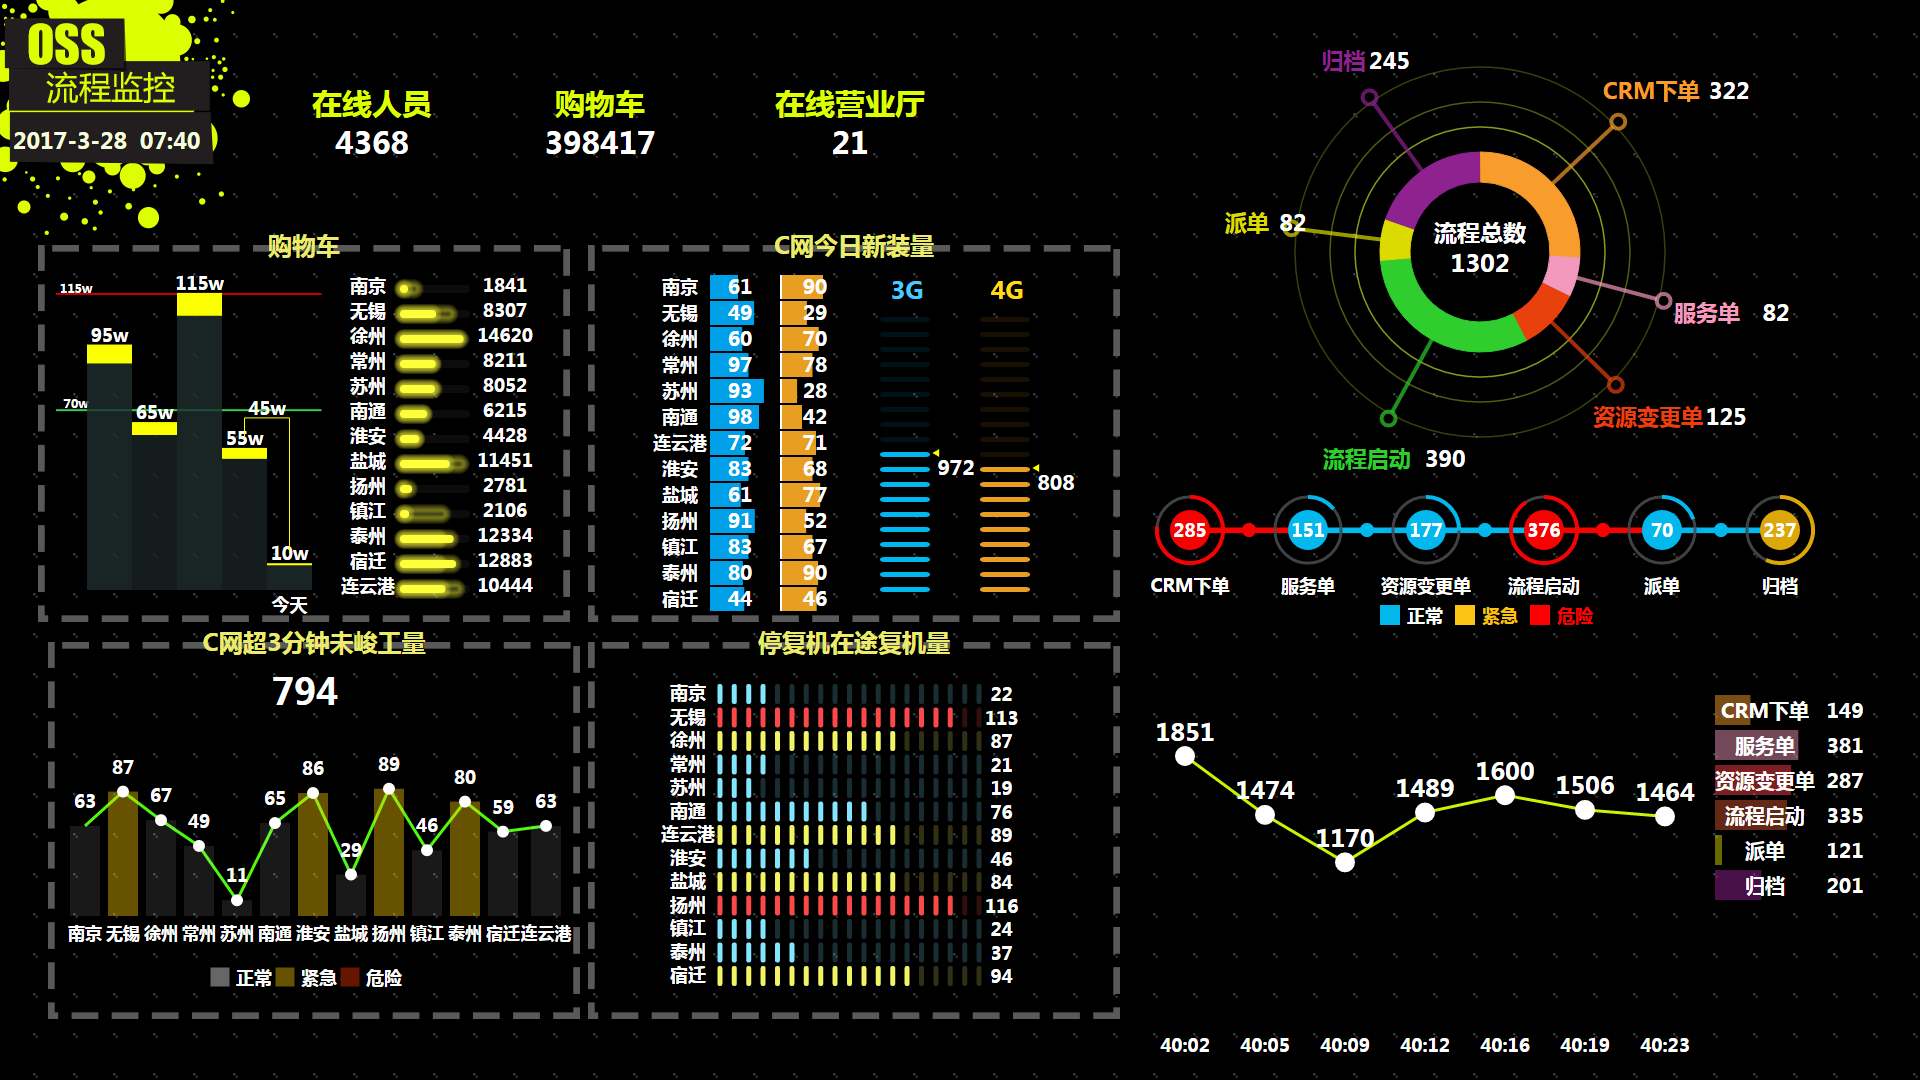 OSS
流程监控
2017-3-28 07:40
在线人员
4368
购物车
398417
在线营业厅
21
购物车
115w
70w
95w
65w
115w
55w
45w
10w
今天
南京 1841
无锡 8307
徐州 14620
常州 8211
苏州 8052
南通 6215
淮安 4428
盐城 11451
扬州 2781
镇江 2106
泰州 12334
宿迁 12883
连云港 10444
C网今日新装量
南京 61 90
无锡 49 29
徐州 60 70
常州 97 78
苏州 93 28
南通 98 42
连云港 72 71
淮安 83 68
盐城 61 77
扬州 91 52
镇江 83 67
泰州 80 90
宿迁 44 46
3G
972
4G
808
C网超3分钟未峻工量
794
63 87 67 49 11 65 86 29 89 46 80 59 63
南京 无锡 徐州 常州 苏州 南通 淮安 盐城 扬州 镇江 泰州 宿迁 连云港
正常 紧急 危险
停复机在途复机量
南京 22
无锡 113
徐州 87
常州 21
苏州 19
南通 76
连云港 89
淮安 46
盐城 84
扬州 116
镇江 24
泰州 37
宿迁 94
归档 245
CRM下单 322
派单 82
流程总数
1302
服务单 82
资源变更单 125
流程启动 390
285 151 177 376 70 237
CRM下单 服务单 资源变更单 流程启动 派单 归档
正常 紧急 危险
1851 1474 1170 1489 1600 1506 1464
40:02 40:05 40:09 40:12 40:16 40:19 40:23
CRM下单 149
服务单 381
资源变更单 287
流程启动 335
派单 121
归档 201